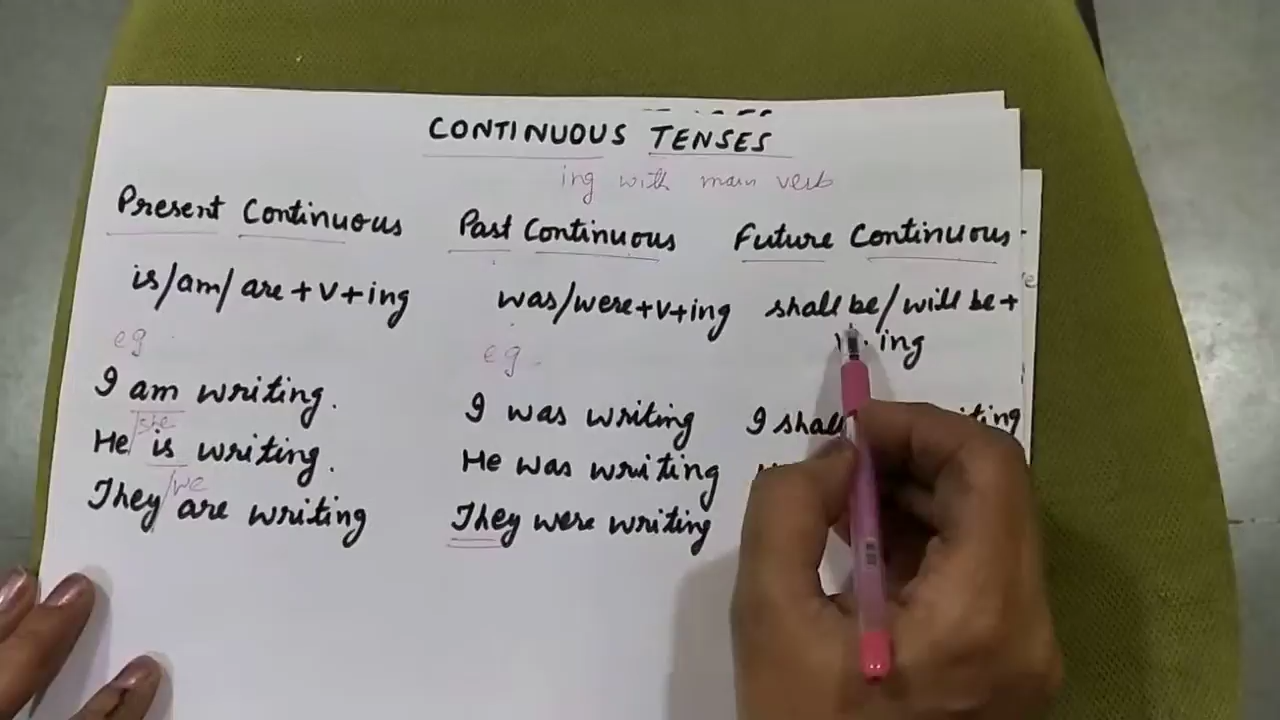 CONTINUOUS TENSES
ing with main verb
Present Continuous
is/am/are+V+ing
eg
I am writing.
He/she is writing.
They/we are writing
Past Continuous
was/were+V+ing
eg.
I was writing
He was writing
They were writing
Future Continuous
shall be/will be+
ing
I shall